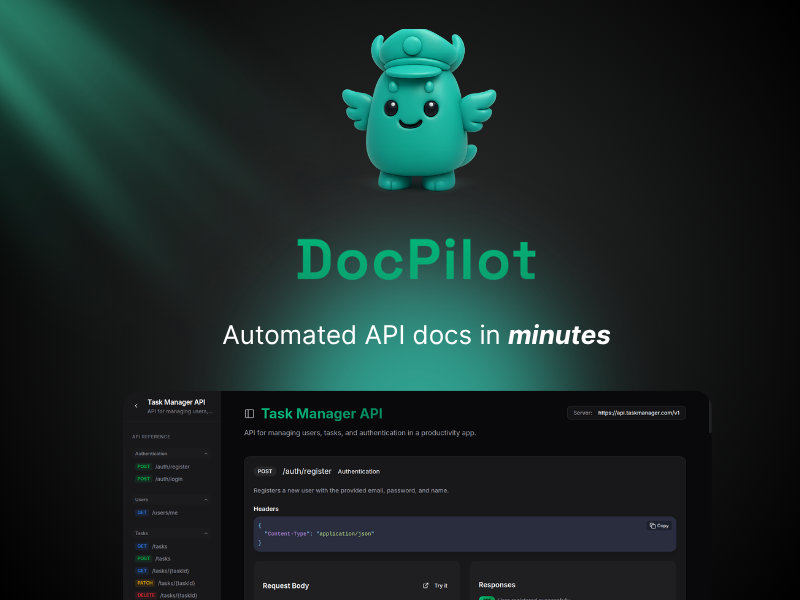 DocPilot
Automated API docs in minutes
Task Manager API
API for managing users,...
API REFERENCE
Authentication
POST /auth/register
POST /auth/login
Users
GET /users/me
Tasks
GET /tasks
POST /tasks
GET /tasks/{taskId}
PATCH /tasks/{taskId}
DELETE /tasks/{taskId}
Task Manager API
Server: https://api.taskmanager.com/v1
API for managing users, tasks, and authentication in a productivity app.
POST /auth/register Authentication
Registers a new user with the provided email, password, and name.
Headers
Copy
{
"Content-Type": "application/json"
}
Request Body
Try it
Responses